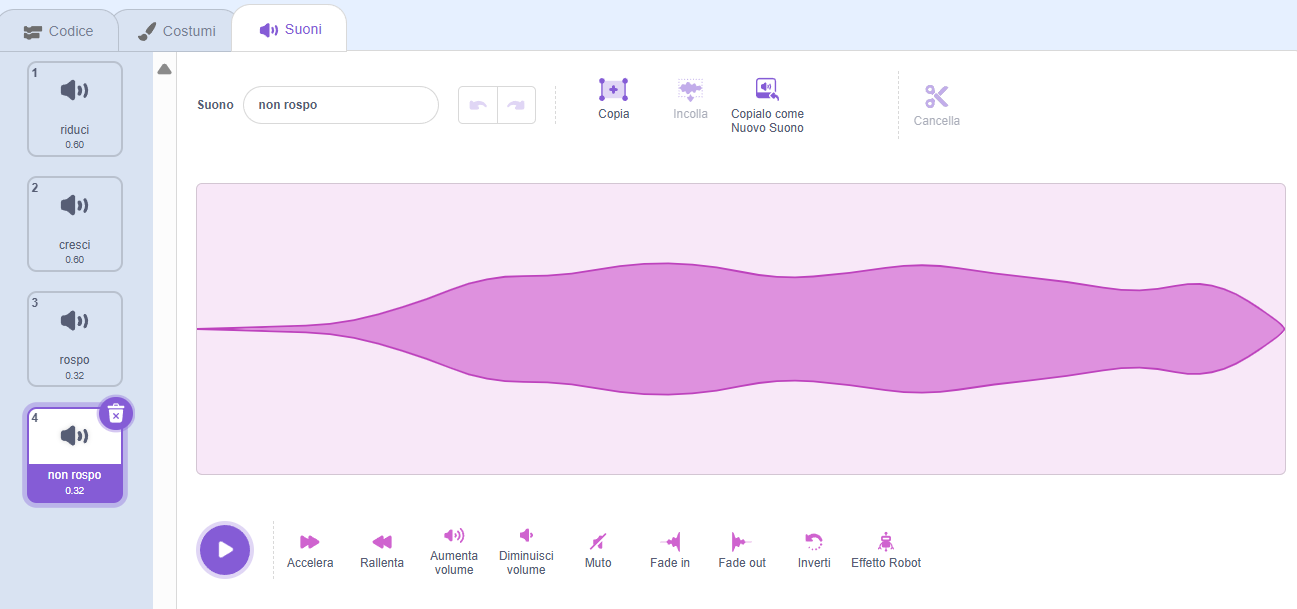 Codice
Costumi
Suoni
1
riduci
0.60
2
cresci
0.60
3
rospo
0.32
4
non rospo
0.32
Suono
non rospo
Copia
Incolla
Copialo come
Nuovo Suono
Cancella
Accelera
Rallenta
Aumenta
volume
Diminuisci
volume
Muto
Fade in
Fade out
Inverti
Effetto Robot